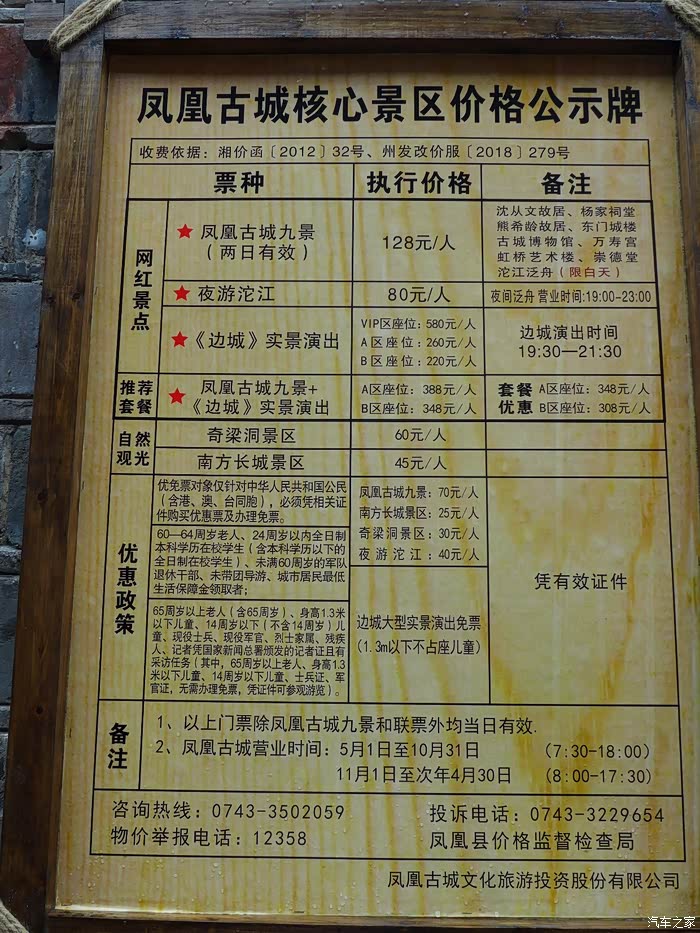 凤凰古城核心景区价格公示牌
收费依据：湘价函〔2012〕32号、州发改价服〔2018〕279号
票种 执行价格 备注
网红景点
★ 凤凰古城九景
（两日有效）
128元/人
沈从文故居、杨家祠堂
熊希龄故居、东门城楼
古城博物馆、万寿宫
虹桥艺术楼、崇德堂
沱江泛舟（限白天）
★ 夜游沱江
80元/人
夜间泛舟 营业时间:19:00-23:00
★《边城》实景演出
VIP区座位：580元/人
A区座位：260元/人
B区座位：220元/人
边城演出时间
19:30—21:30
推荐
套餐
★ 凤凰古城九景+
《边城》实景演出
A区座位：388元/人
B区座位：348元/人
套餐 A区座位：348元/人
优惠 B区座位：308元/人
自然
观光
奇梁洞景区
60元/人
南方长城景区
45元/人
优惠政策
优免票对象仅针对中华人民共和国公民
（含港、澳、台同胞），必须凭相关证
件购买优惠票及办理免票。
60—64周岁老人、24周岁以内全日制
本科学历在校学生（含本科学历以下的
全日制在校学生）、未满60周岁的军队
退休干部、未带团导游、城市居民最低
生活保障金领取者；
凤凰古城九景：70元/人
南方长城景区：25元/人
奇梁洞景区：30元/人
夜游沱江：40元/人
65周岁以上老人（含65周岁）、身高1.3米
以下儿童、14周岁以下（不含14周岁）儿
童、现役士兵、现役军官、烈士家属、残疾
人、记者凭国家新闻总署颁发的记者证且有
采访任务（其中，65周岁以上老人、身高1.3
米以下儿童、14周岁以下儿童、士兵证、军
官证，无需办理免票，凭证件可参观游览）。
边城大型实景演出免票
（1.3m以下不占座儿童）
凭有效证件
备注
1、以上门票除凤凰古城九景和联票外均当日有效.
2、凤凰古城营业时间：5月1日至10月31日 （7:30-18:00）
11月1日至次年4月30日 （8:00-17:30）
咨询热线：0743-3502059
投诉电话：0743-3229654
物价举报电话：12358
凤凰县价格监督检查局
凤凰古城文化旅游投资股份有限公司
汽车之家